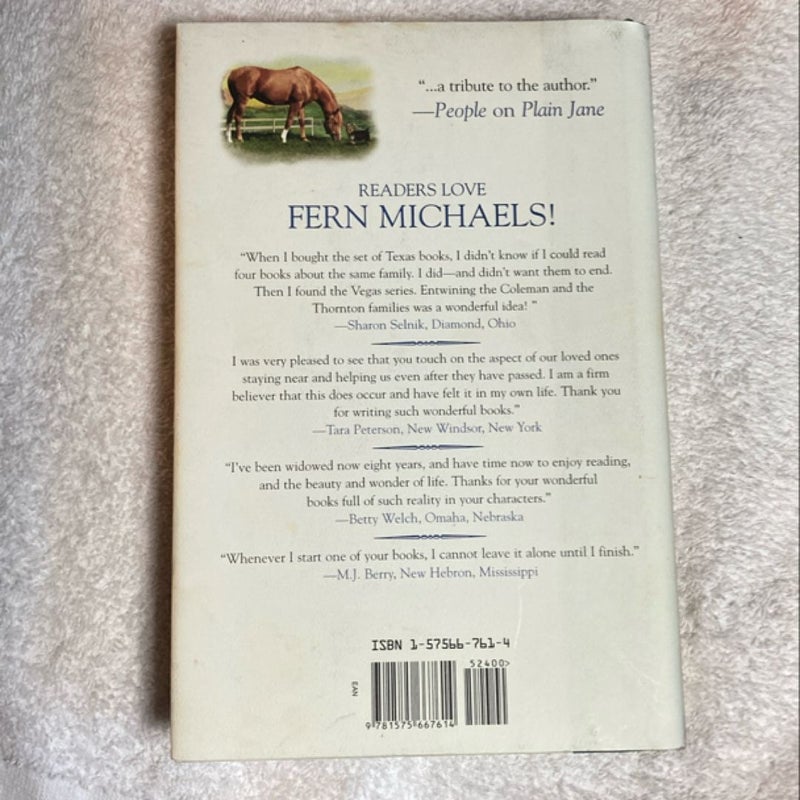 “...a tribute to the author.”
—People on Plain Jane
READERS LOVE
FERN MICHAELS!
“When I bought the set of Texas books, I didn’t know if I could read
four books about the same family. I did—and didn’t want them to end.
Then I found the Vegas series. Entwining the Coleman and the
Thornton families was a wonderful idea! ”
—Sharon Selnik, Diamond, Ohio
I was very pleased to see that you touch on the aspect of our loved ones
staying near and helping us even after they have passed. I am a firm
believer that this does occur and have felt it in my own life. Thank you
for writing such wonderful books.”
—Tara Peterson, New Windsor, New York
“I’ve been widowed now eight years, and have time now to enjoy reading,
and the beauty and wonder of life. Thanks for your wonderful
books full of such reality in your characters.”
—Betty Welch, Omaha, Nebraska
“Whenever I start one of your books, I cannot leave it alone until I finish.”
—M.J. Berry, New Hebron, Mississippi
ISBN 1-57566-761-4
52400>
EAN
9 781575 667614